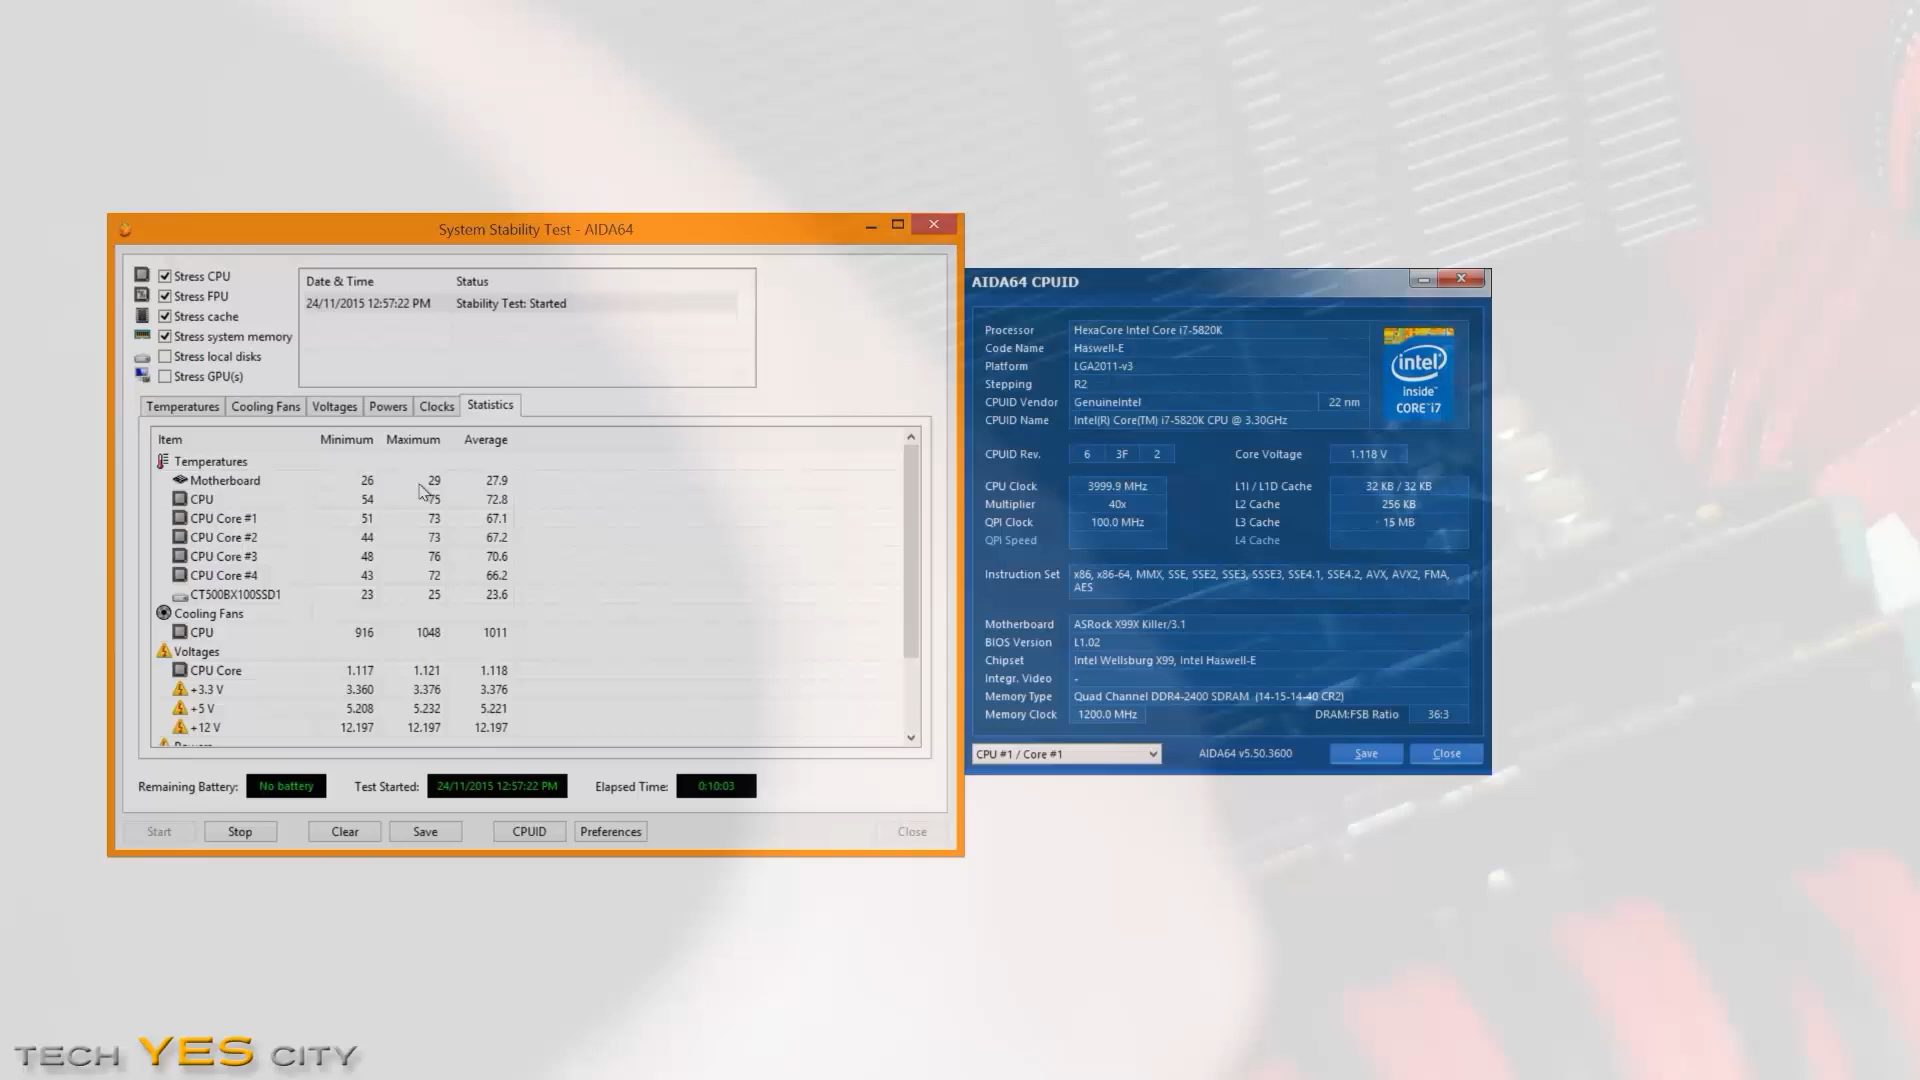 System Stability Test - AIDA64
Stress CPU
Stress FPU
Stress cache
Stress system memory
Stress local disks
Stress GPU(s)
Date & Time Status
24/11/2015 12:57:22 PM Stability Test: Started
Temperatures Cooling Fans Voltages Powers Clocks Statistics
Item Minimum Maximum Average
Temperatures
Motherboard 26 29 27.9
CPU 54 75 72.8
CPU Core #1 51 73 67.1
CPU Core #2 44 73 67.2
CPU Core #3 48 76 70.6
CPU Core #4 43 72 66.2
CT500BX100SSD1 23 25 23.6
Cooling Fans
CPU 916 1048 1011
Voltages
CPU Core 1.117 1.121 1.118
+3.3 V 3.360 3.376 3.376
+5 V 5.208 5.232 5.221
+12 V 12.197 12.197 12.197
Remaining Battery: No battery Test Started: 24/11/2015 12:57:22 PM Elapsed Time: 0:10:03
Start Stop Clear Save CPUID Preferences Close
AIDA64 CPUID
Processor HexaCore Intel Core i7-5820K
Code Name Haswell-E
Platform LGA2011-v3
Stepping R2
CPUID Vendor GenuineIntel 22 nm
CPUID Name Intel(R) Core(TM) i7-5820K CPU @ 3.30GHz
intel
inside™
CORE™i7
CPUID Rev. 6 3F 2 Core Voltage 1.118 V
CPU Clock 3999.9 MHz L1I / L1D Cache 32 KB / 32 KB
Multiplier 40x L2 Cache 256 KB
QPI Clock 100.0 MHz L3 Cache 15 MB
QPI Speed L4 Cache
Instruction Set x86, x86-64, MMX, SSE, SSE2, SSE3, SSSE3, SSE4.1, SSE4.2, AVX, AVX2, FMA,
AES
Motherboard ASRock X99X Killer/3.1
BIOS Version L1.02
Chipset Intel Wellsburg X99, Intel Haswell-E
Integr. Video -
Memory Type Quad Channel DDR4-2400 SDRAM (14-15-14-40 CR2)
Memory Clock 1200.0 MHz DRAM:FSB Ratio 36:3
CPU #1 / Core #1 AIDA64 v5.50.3600 Save Close
TECH YES CITY